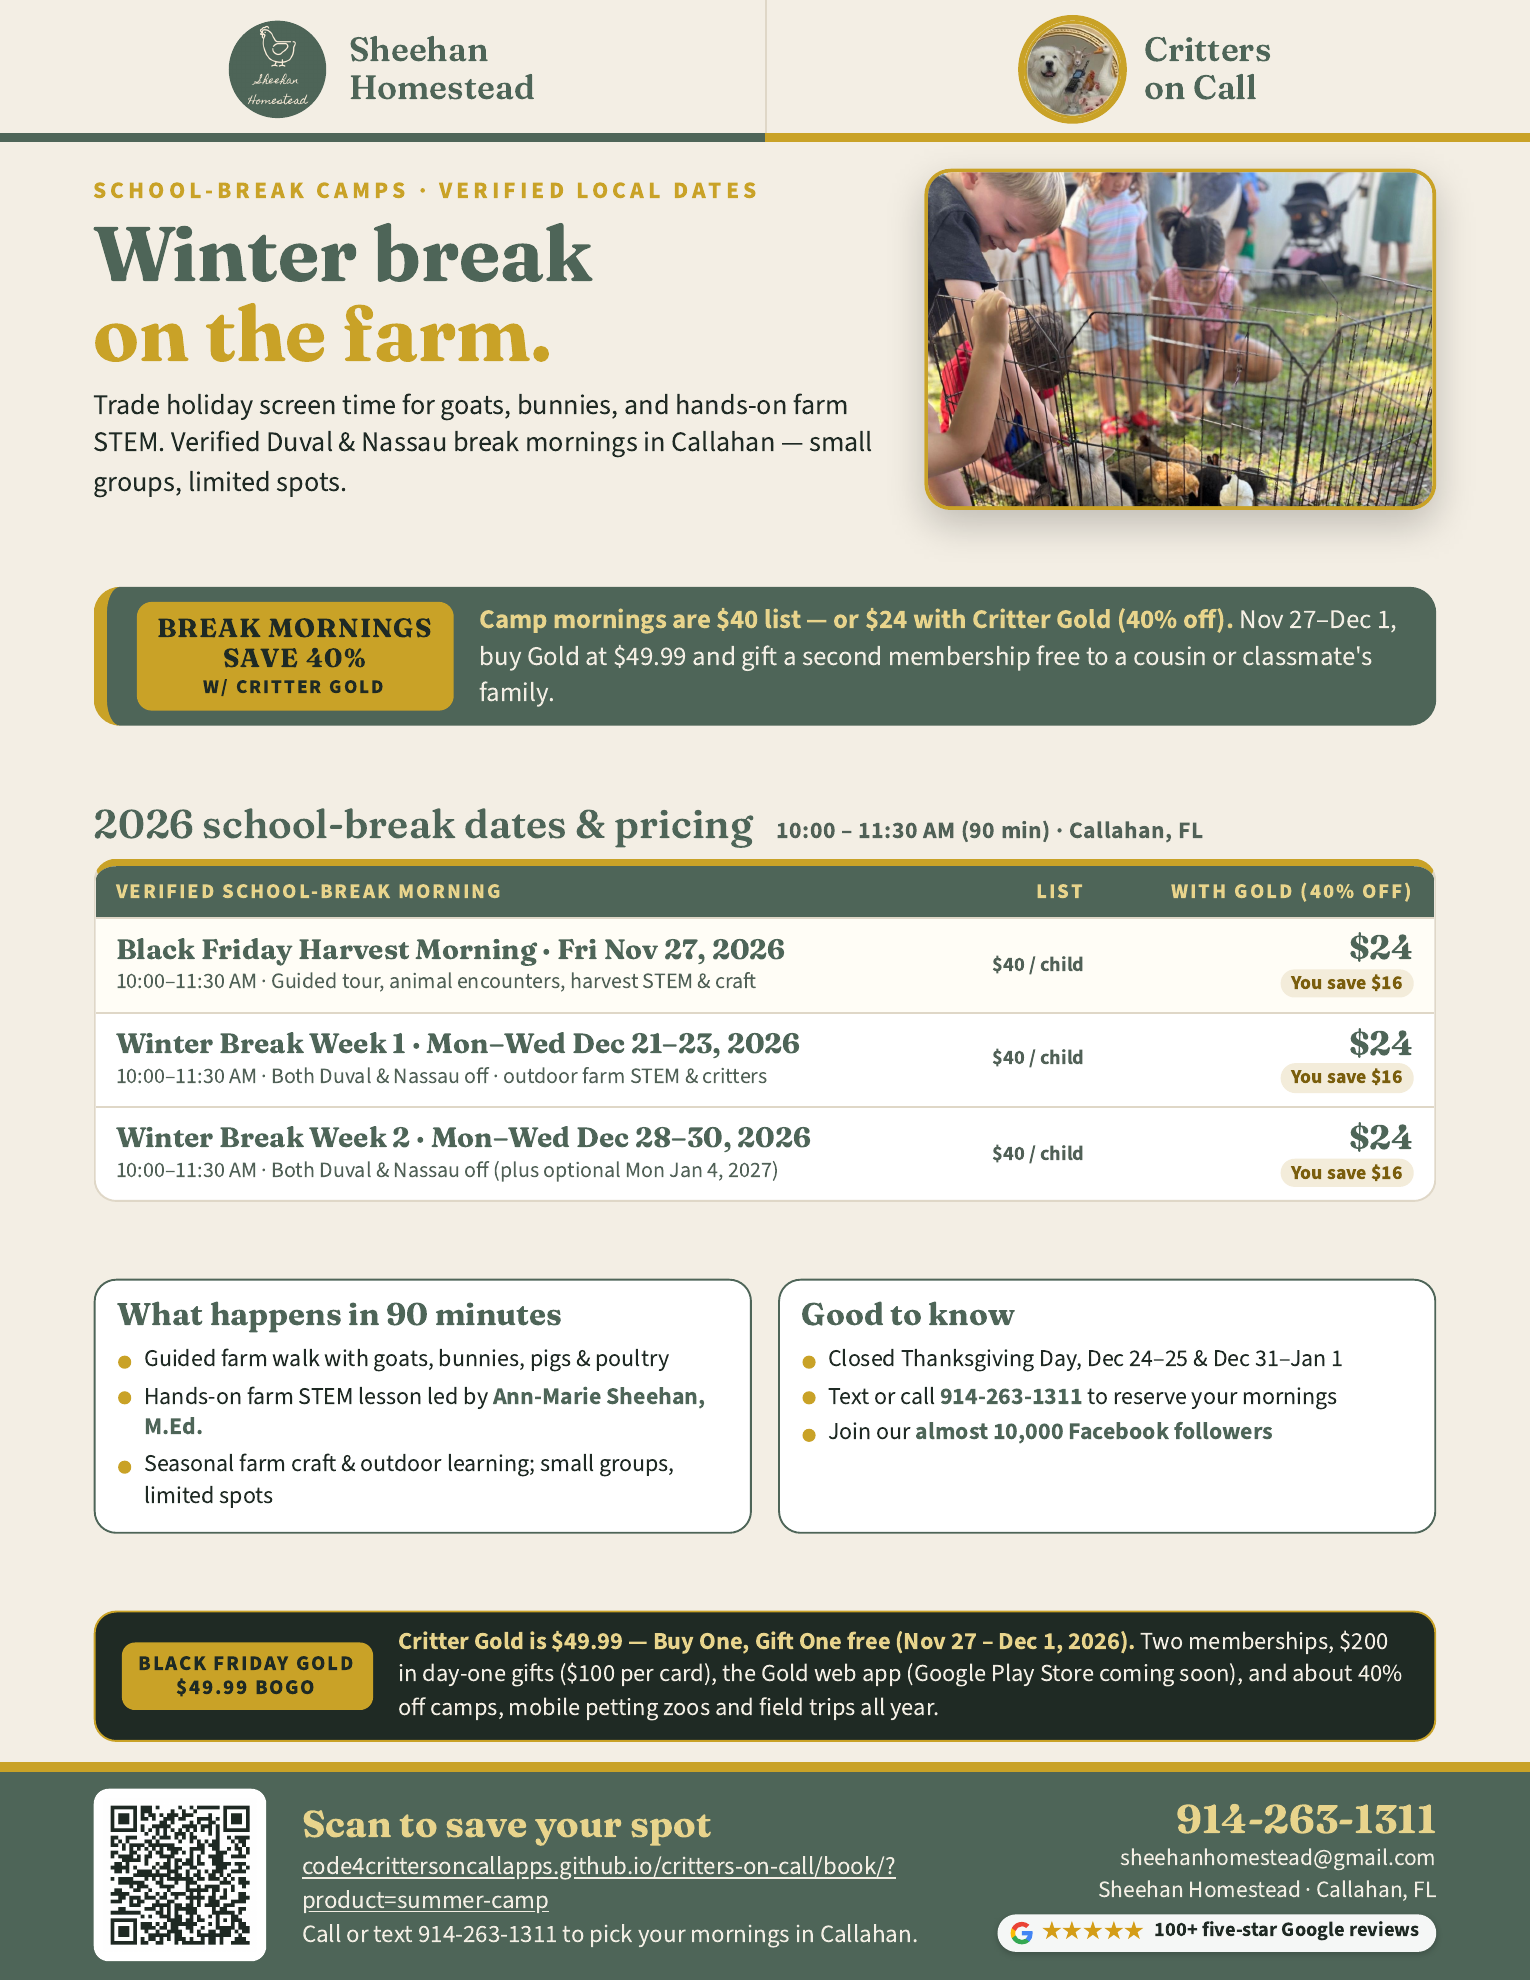 Sheehan
Homestead
Sheehan
Homestead
Critters
on Call
SCHOOL-BREAK CAMPS · VERIFIED LOCAL DATES
Winter break
on the farm.
Trade holiday screen time for goats, bunnies, and hands-on farm
STEM. Verified Duval & Nassau break mornings in Callahan — small
groups, limited spots.
BREAK MORNINGS
SAVE 40%
W/ CRITTER GOLD
Camp mornings are $40 list — or $24 with Critter Gold (40% off). Nov 27–Dec 1,
buy Gold at $49.99 and gift a second membership free to a cousin or classmate's
family.
2026 school-break dates & pricing 10:00 – 11:30 AM (90 min) · Callahan, FL
VERIFIED SCHOOL-BREAK MORNING LIST WITH GOLD (40% OFF)
Black Friday Harvest Morning · Fri Nov 27, 2026
10:00–11:30 AM · Guided tour, animal encounters, harvest STEM & craft
$40 / child
$24
You save $16
Winter Break Week 1 · Mon–Wed Dec 21–23, 2026
10:00–11:30 AM · Both Duval & Nassau off · outdoor farm STEM & critters
$40 / child
$24
You save $16
Winter Break Week 2 · Mon–Wed Dec 28–30, 2026
10:00–11:30 AM · Both Duval & Nassau off (plus optional Mon Jan 4, 2027)
$40 / child
$24
You save $16
What happens in 90 minutes
Guided farm walk with goats, bunnies, pigs & poultry
Hands-on farm STEM lesson led by Ann-Marie Sheehan,
M.Ed.
Seasonal farm craft & outdoor learning; small groups,
limited spots
Good to know
Closed Thanksgiving Day, Dec 24–25 & Dec 31–Jan 1
Text or call 914-263-1311 to reserve your mornings
Join our almost 10,000 Facebook followers
BLACK FRIDAY GOLD
$49.99 BOGO
Critter Gold is $49.99 — Buy One, Gift One free (Nov 27 – Dec 1, 2026). Two memberships, $200
in day-one gifts ($100 per card), the Gold web app (Google Play Store coming soon), and about 40%
off camps, mobile petting zoos and field trips all year.
Scan to save your spot
code4crittersoncallapps.github.io/critters-on-call/book/?
product=summer-camp
Call or text 914-263-1311 to pick your mornings in Callahan.
914-263-1311
sheehanhomestead@gmail.com
Sheehan Homestead · Callahan, FL
★★★★★ 100+ five-star Google reviews